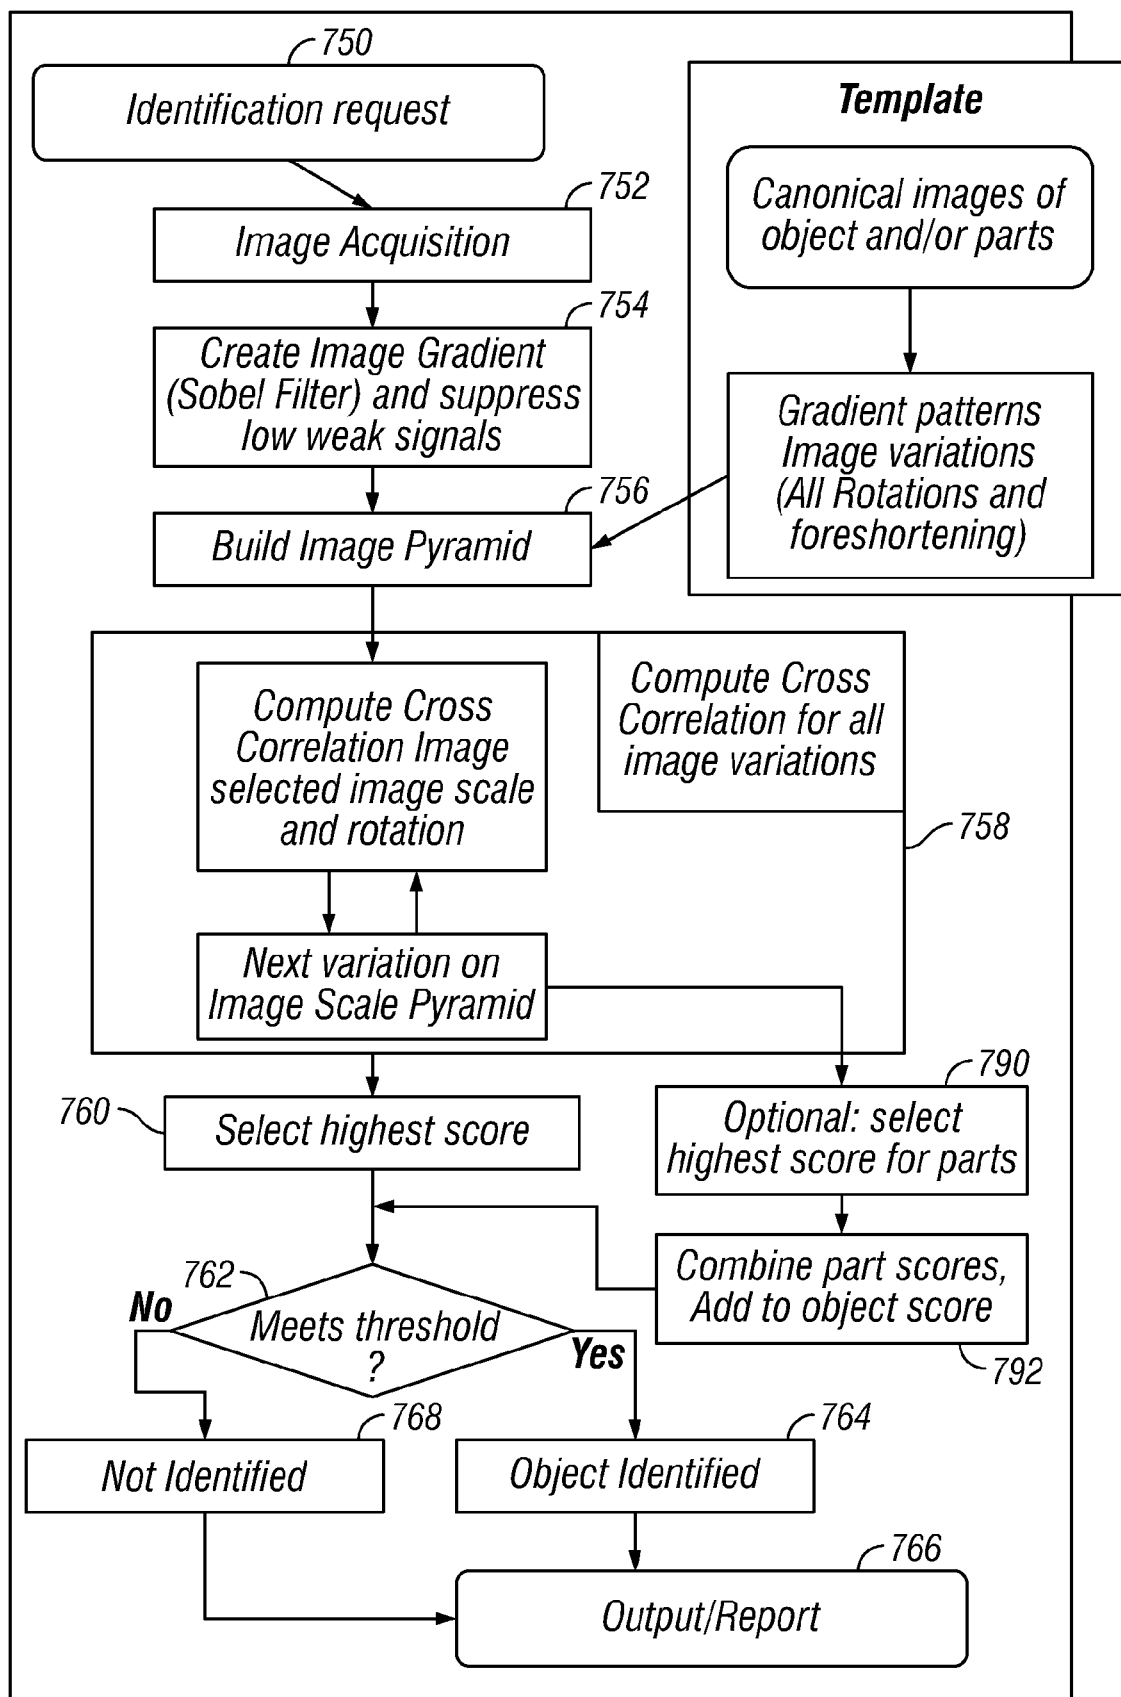 750
Identification request
Template
Canonical images of
object and/or parts
752
Image Acquisition
754
Create Image Gradient
(Sobel Filter) and suppress
low weak signals
Gradient patterns
Image variations
(All Rotations and
foreshortening)
756
Build Image Pyramid
Compute Cross
Correlation Image
selected image scale
and rotation
Compute Cross
Correlation for all
image variations
758
Next variation on
Image Scale Pyramid
760
Select highest score
790
Optional: select
highest score for parts
Combine part scores,
Add to object score
792
762
No
Meets threshold
?
Yes
768
Not Identified
764
Object Identified
766
Output/Report